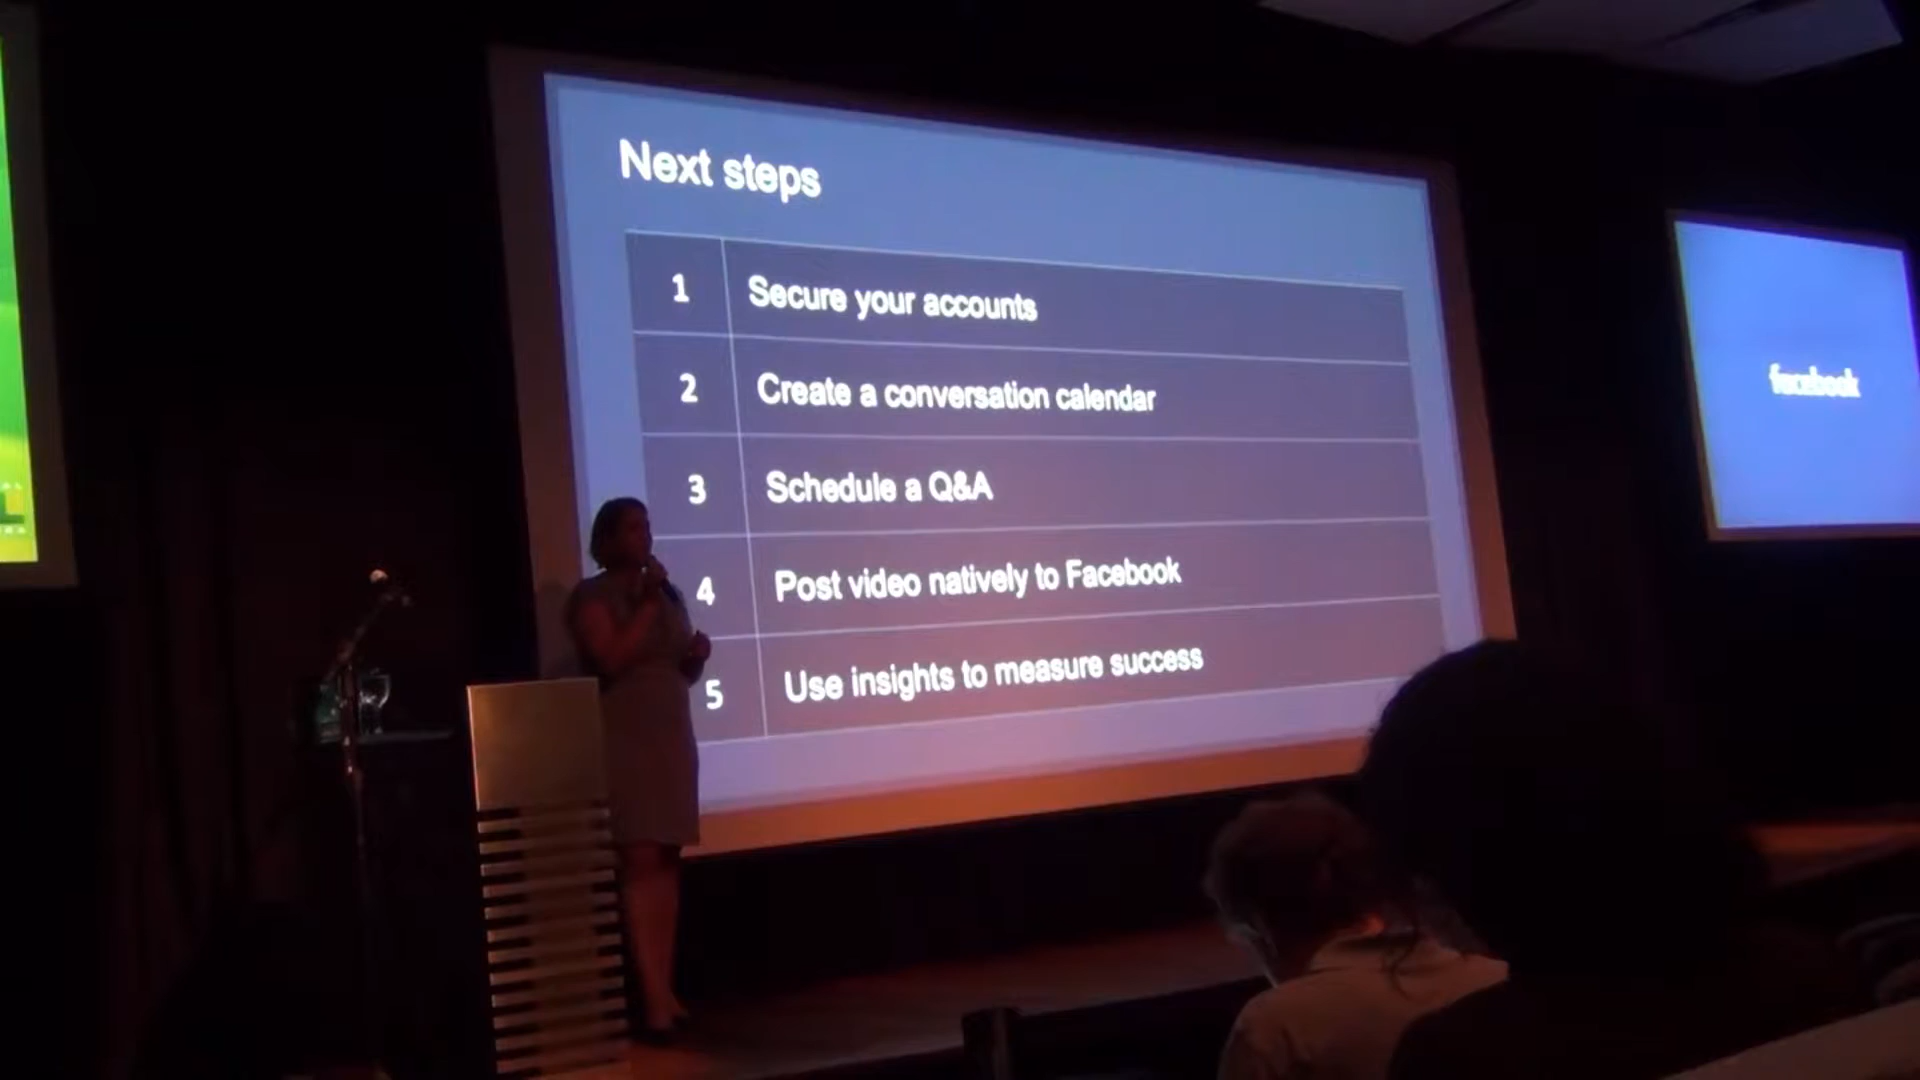 Next steps
1 Secure your accounts
2 Create a conversation calendar
3 Schedule a Q&A
4 Post video natively to Facebook
5 Use insights to measure success
facebook